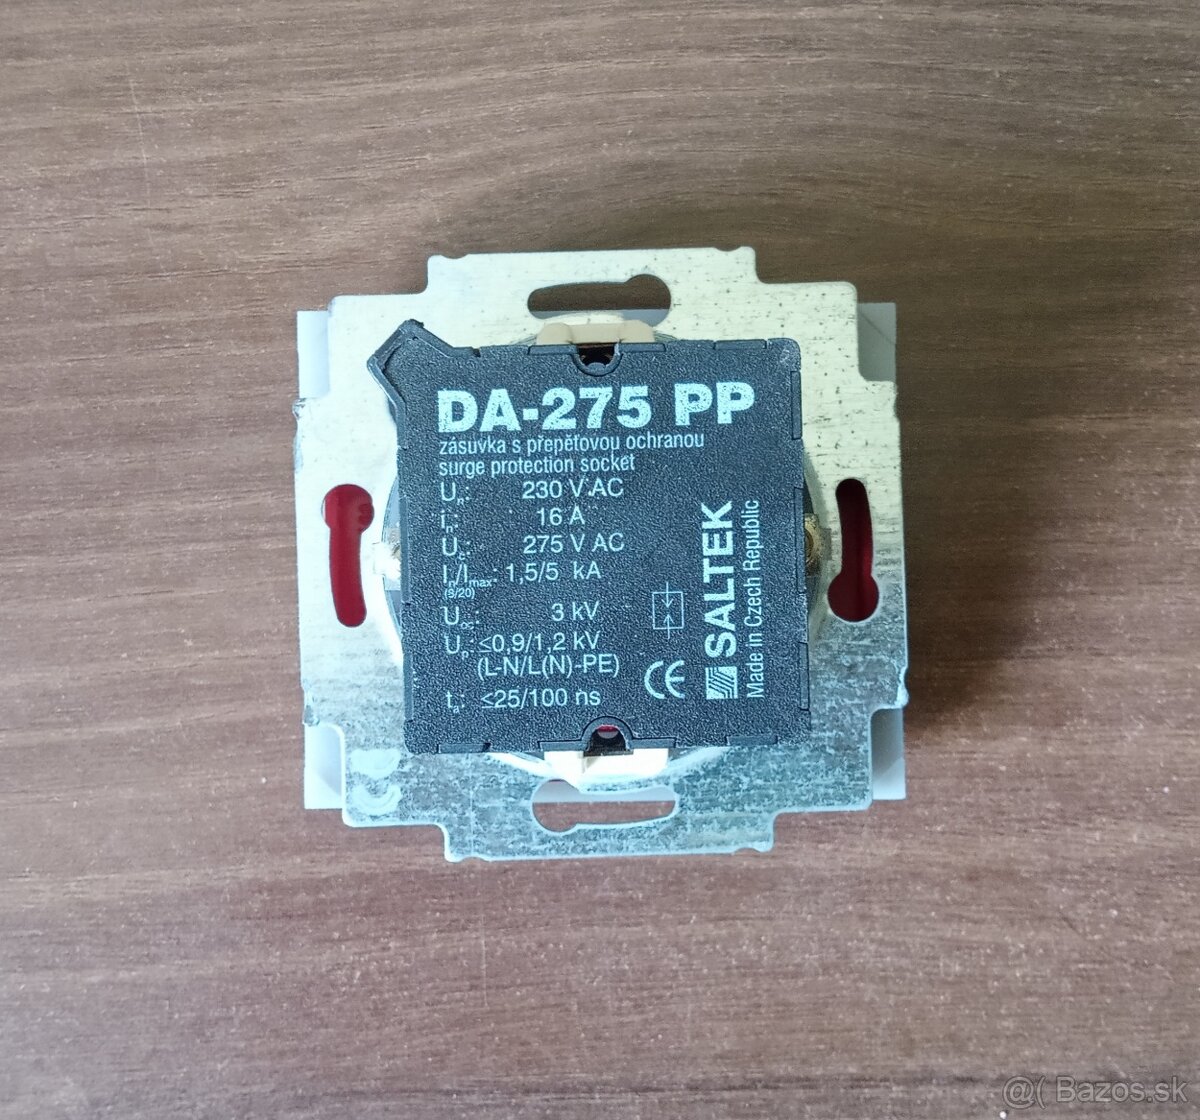 DA-275 PP
zásuvka s přepěťovou ochranou
surge protection socket
Un: 230 V AC
In: 16 A
Uc: 275 V AC
In/Imax: 1,5/5 kA
(8/20)
Uoc: 3 kV
Up: ≤0,9/1,2 kV
(L-N/L(N)-PE)
ta: ≤25/100 ns
CE
SALTEK
Made in Czech Republic
@( Bazos.sk